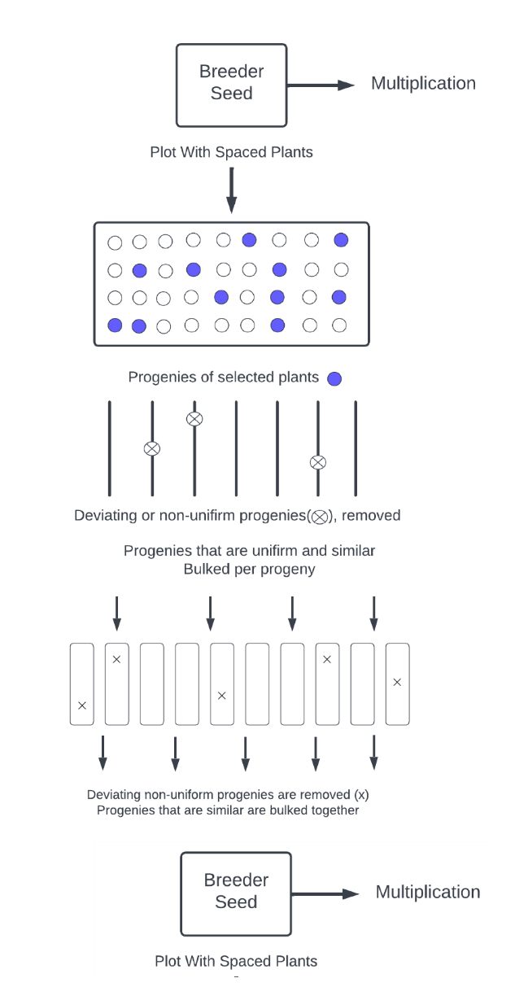 Breeder
Seed
Multiplication
Plot With Spaced Plants
Progenies of selected plants
Deviating or non-unifirm progenies(⊗), removed
Progenies that are unifirm and similar
Bulked per progeny
Deviating non-uniform progenies are removed (x)
Progenies that are similar are bulked together
Breeder
Seed
Multiplication
Plot With Spaced Plants